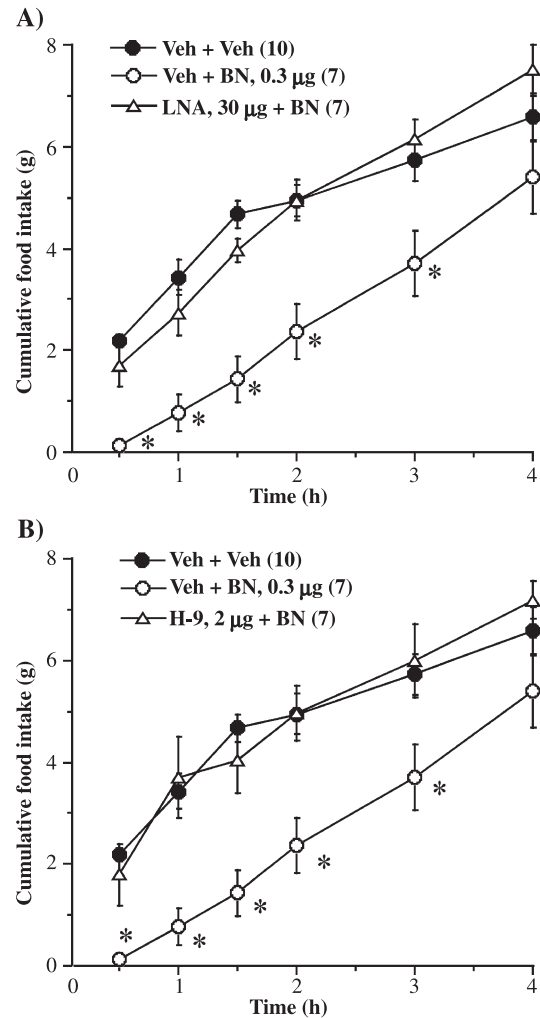 A)
Veh + Veh (10)
Veh + BN, 0.3 µg (7)
LNA, 30 µg + BN (7)
Cumulative food intake (g)
8
6
4
2
0
* * * * *
0 1 2 3 4
Time (h)
B)
Veh + Veh (10)
Veh + BN, 0.3 µg (7)
H-9, 2 µg + BN (7)
Cumulative food intake (g)
8
6
4
2
0
* * * * *
0 1 2 3 4
Time (h)